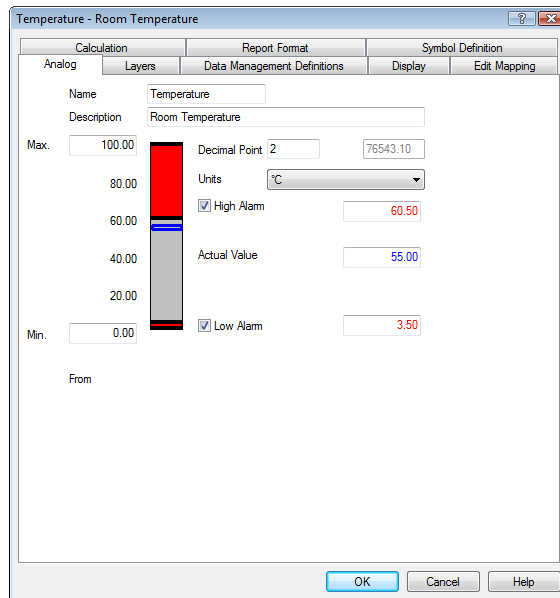 Temperature - Room Temperature
Calculation Report Format Symbol Definition
Analog Layers Data Management Definitions Display Edit Mapping
Name Temperature
Description Room Temperature
Max. 100.00 Decimal Point 2 76543.10
80.00 Units °C
High Alarm 60.50
60.00
Actual Value 55.00
40.00
20.00
Low Alarm 3.50
Min. 0.00
From
OK Cancel Help